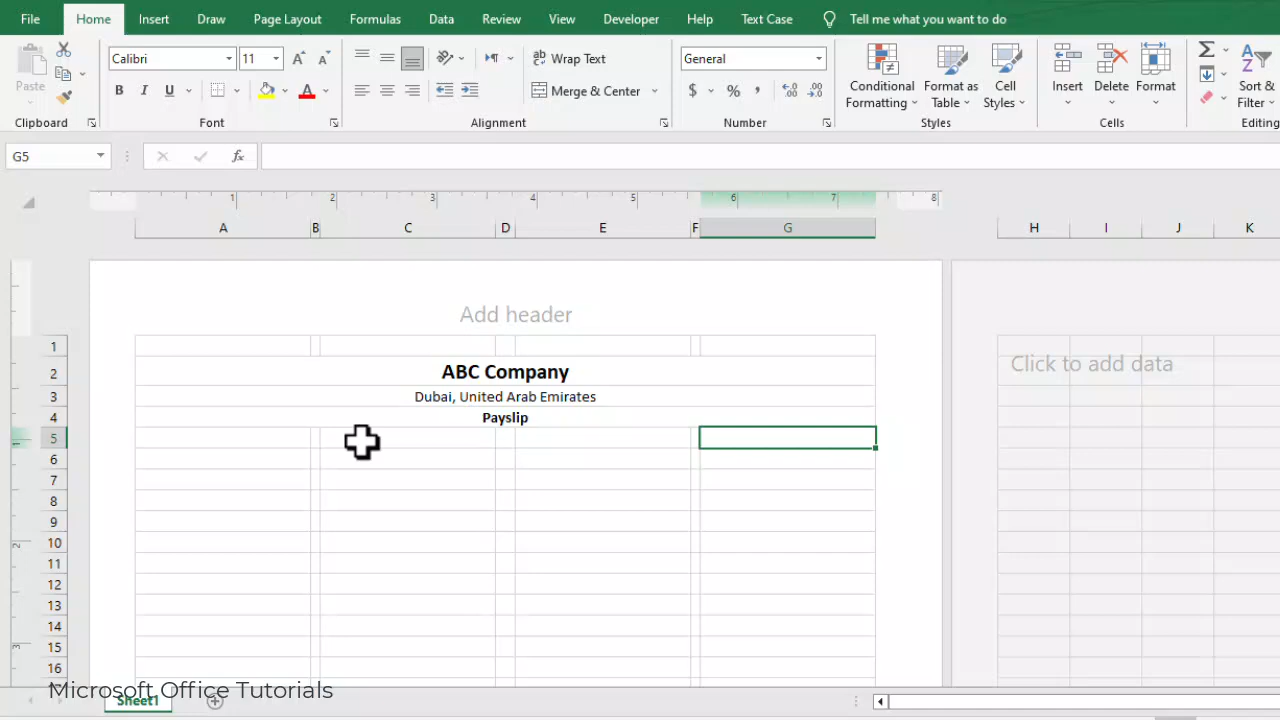 File Home Insert Draw Page Layout Formulas Data Review View Developer Help Text Case Tell me what you want to do
Paste
Calibri 11 A A
B I U A
Wrap Text
Merge & Center
General
$ % ,
Conditional Formatting
Format as Table
Cell Styles
Insert Delete Format
Sort & Filter
Clipboard Font Alignment Number Styles Cells Editing
G5 fx
1 2 3 4 5 6 7 8
A B C D E F G H I J K
Add header
1
2 ABC Company
Click to add data
3 Dubai, United Arab Emirates
4 Payslip
5
6
7
8
9
10
11
12
13
14
15
16
1
2
3
Microsoft Office Tutorials
Sheet1